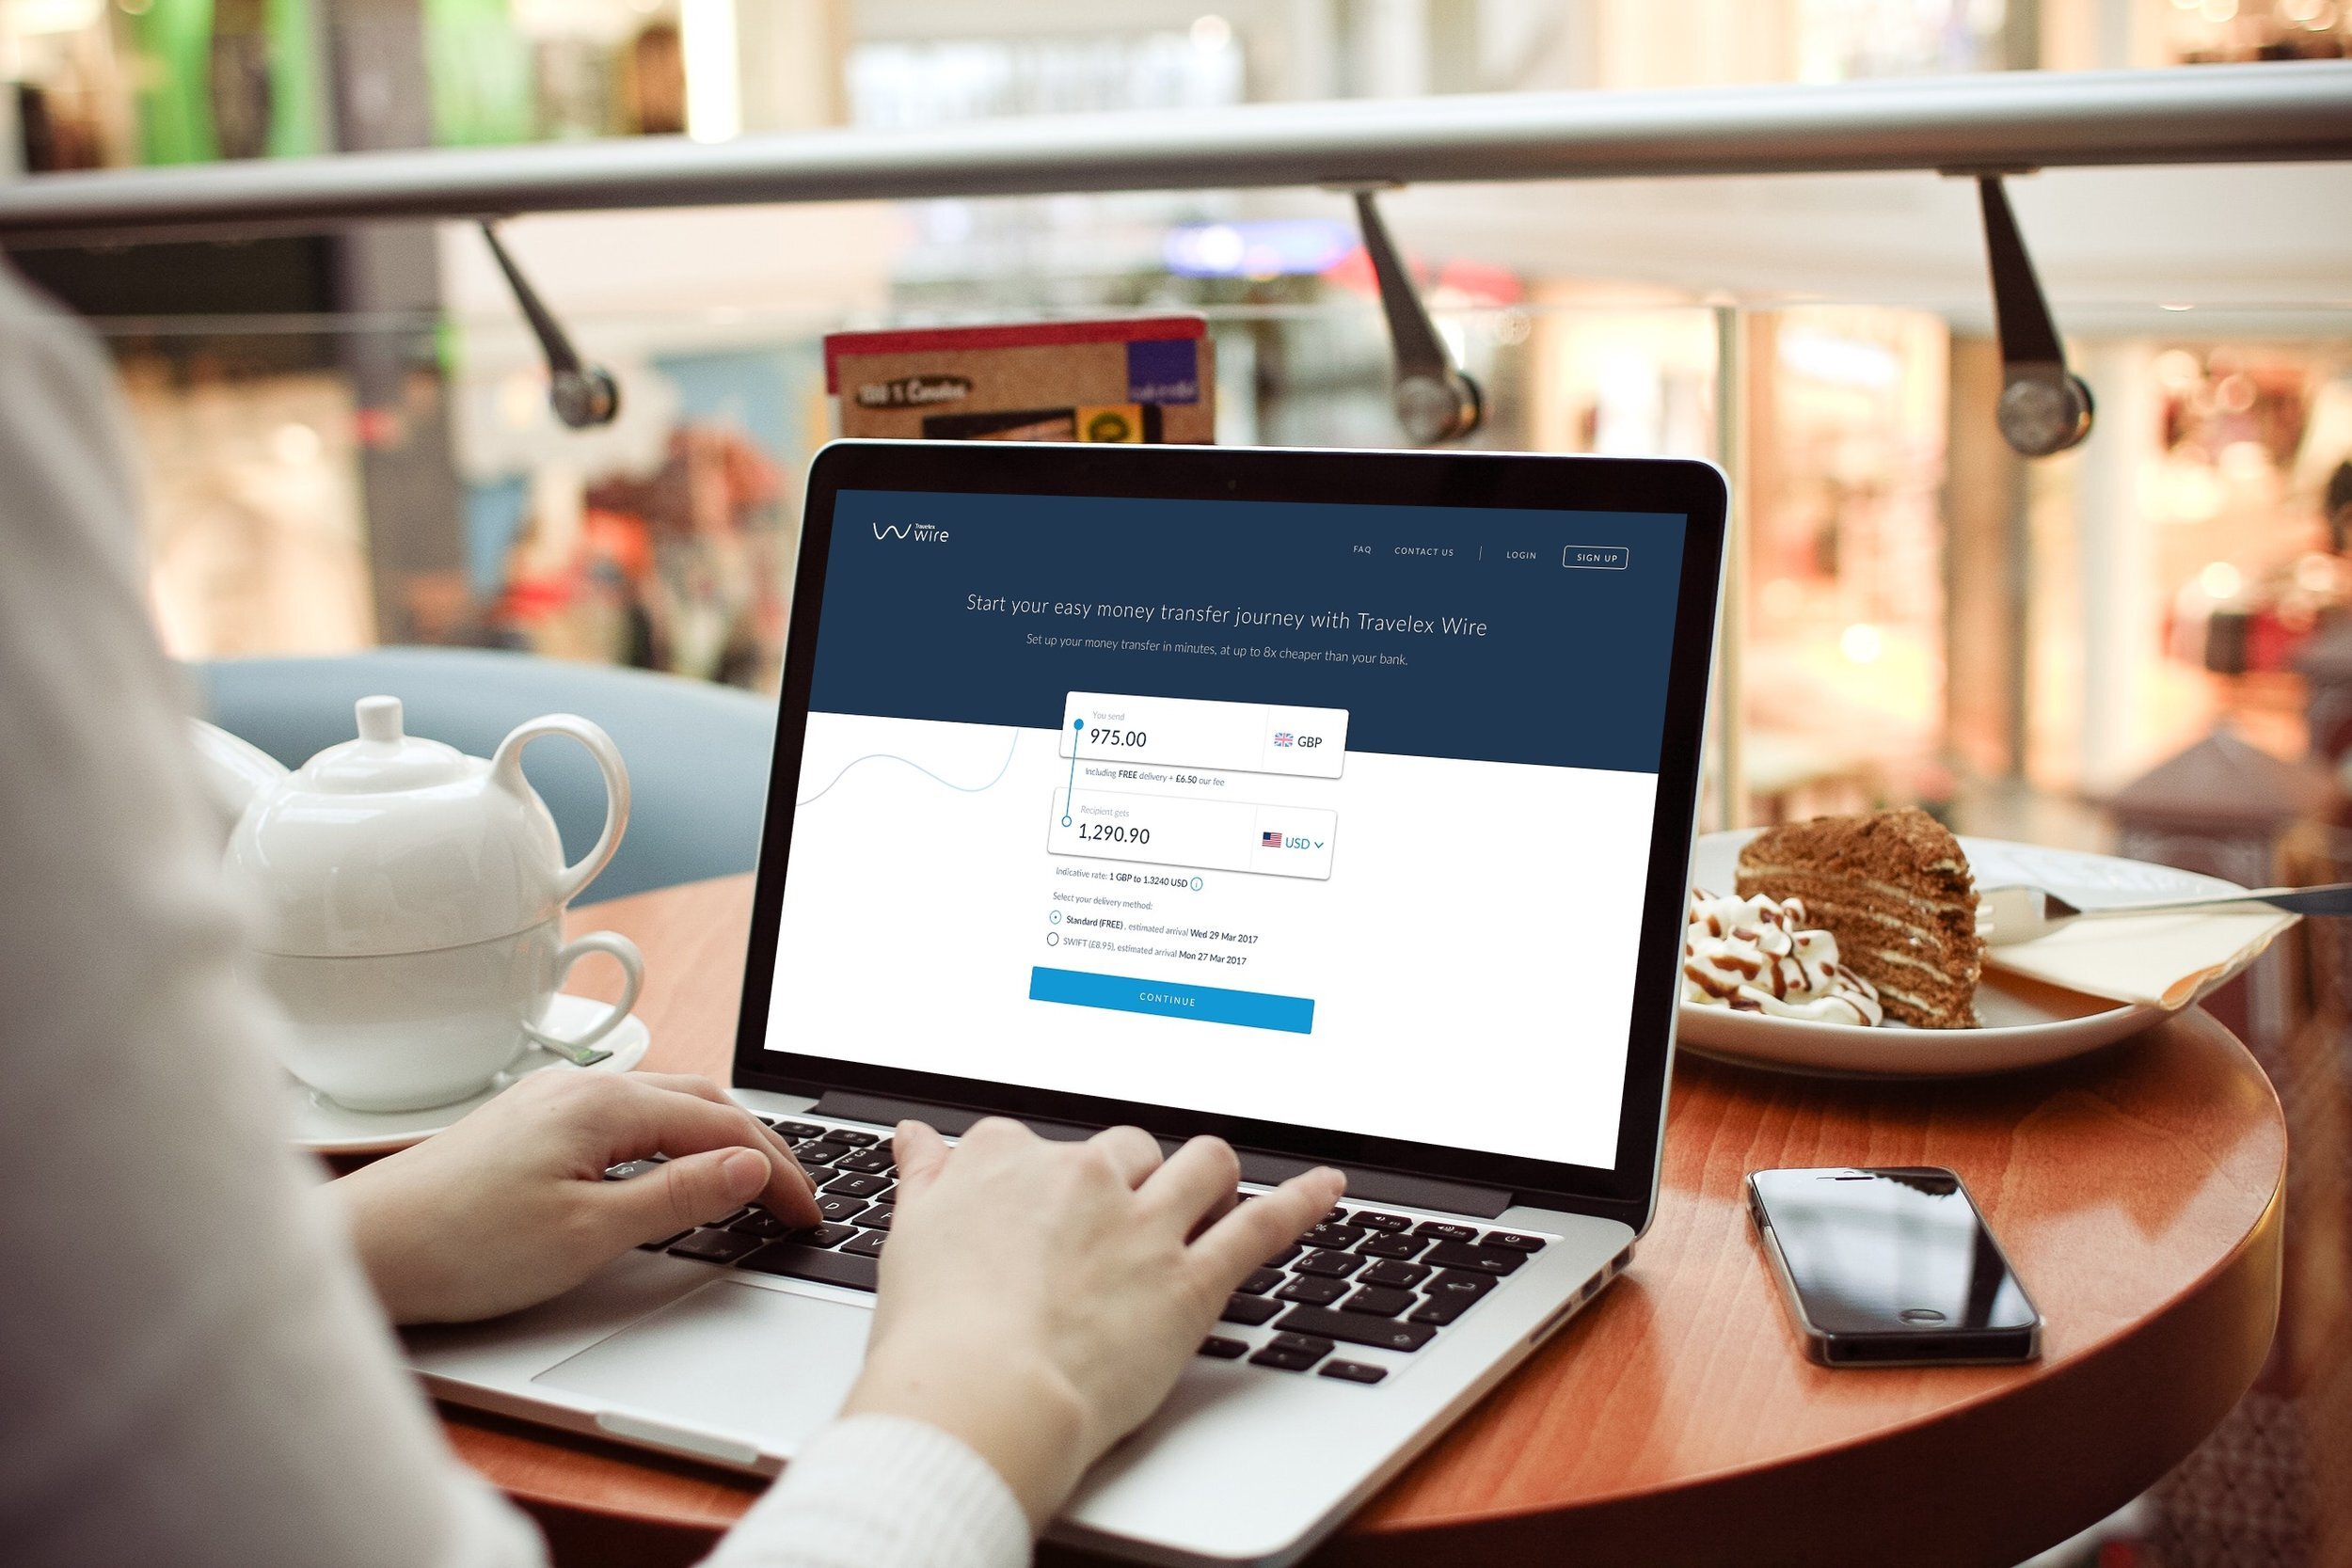 Travelex
wire
FAQ
CONTACT US
LOGIN
SIGN UP
Start your easy money transfer journey with Travelex Wire
Set up your money transfer in minutes, at up to 8x cheaper than your bank.
You send
975.00
GBP
Including FREE delivery + £6.50 our fee
Recipient gets
1,290.90
USD
Indicative rate: 1 GBP to 1.3240 USD
Select your delivery method:
Standard (FREE), estimated arrival Wed 29 Mar 2017
SWIFT (£8.95), estimated arrival Mon 27 Mar 2017
CONTINUE
E
D
F
X
C
V